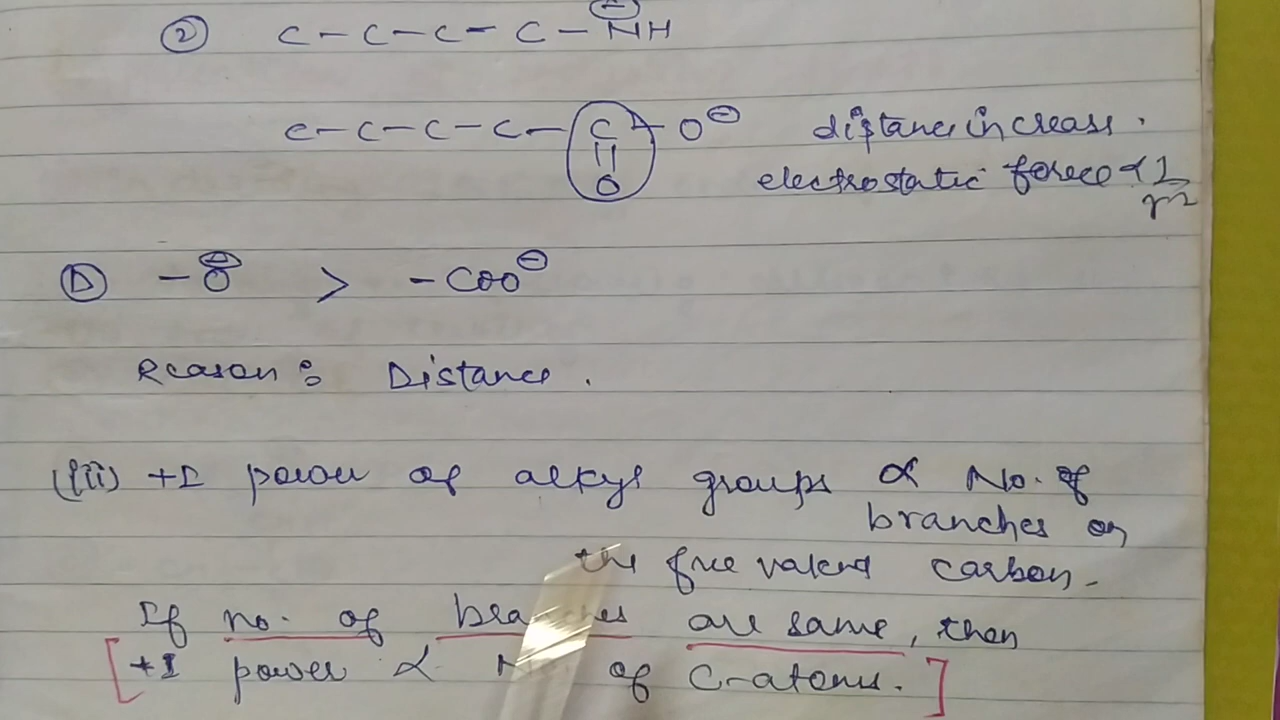 ② C-C-C-C-NH ⊖
C-C-C-C-C-O⊖ distance increases.
||
O
electrostatic force ∝ 1/r²
① -O⊖ > -COO⊖
Reason: Distance.
(iii) +I power of alkyl groups ∝ No. of
branches on
the free valent carbon.
If no. of branches are same, then
[+I power ∝ of C-atoms.]